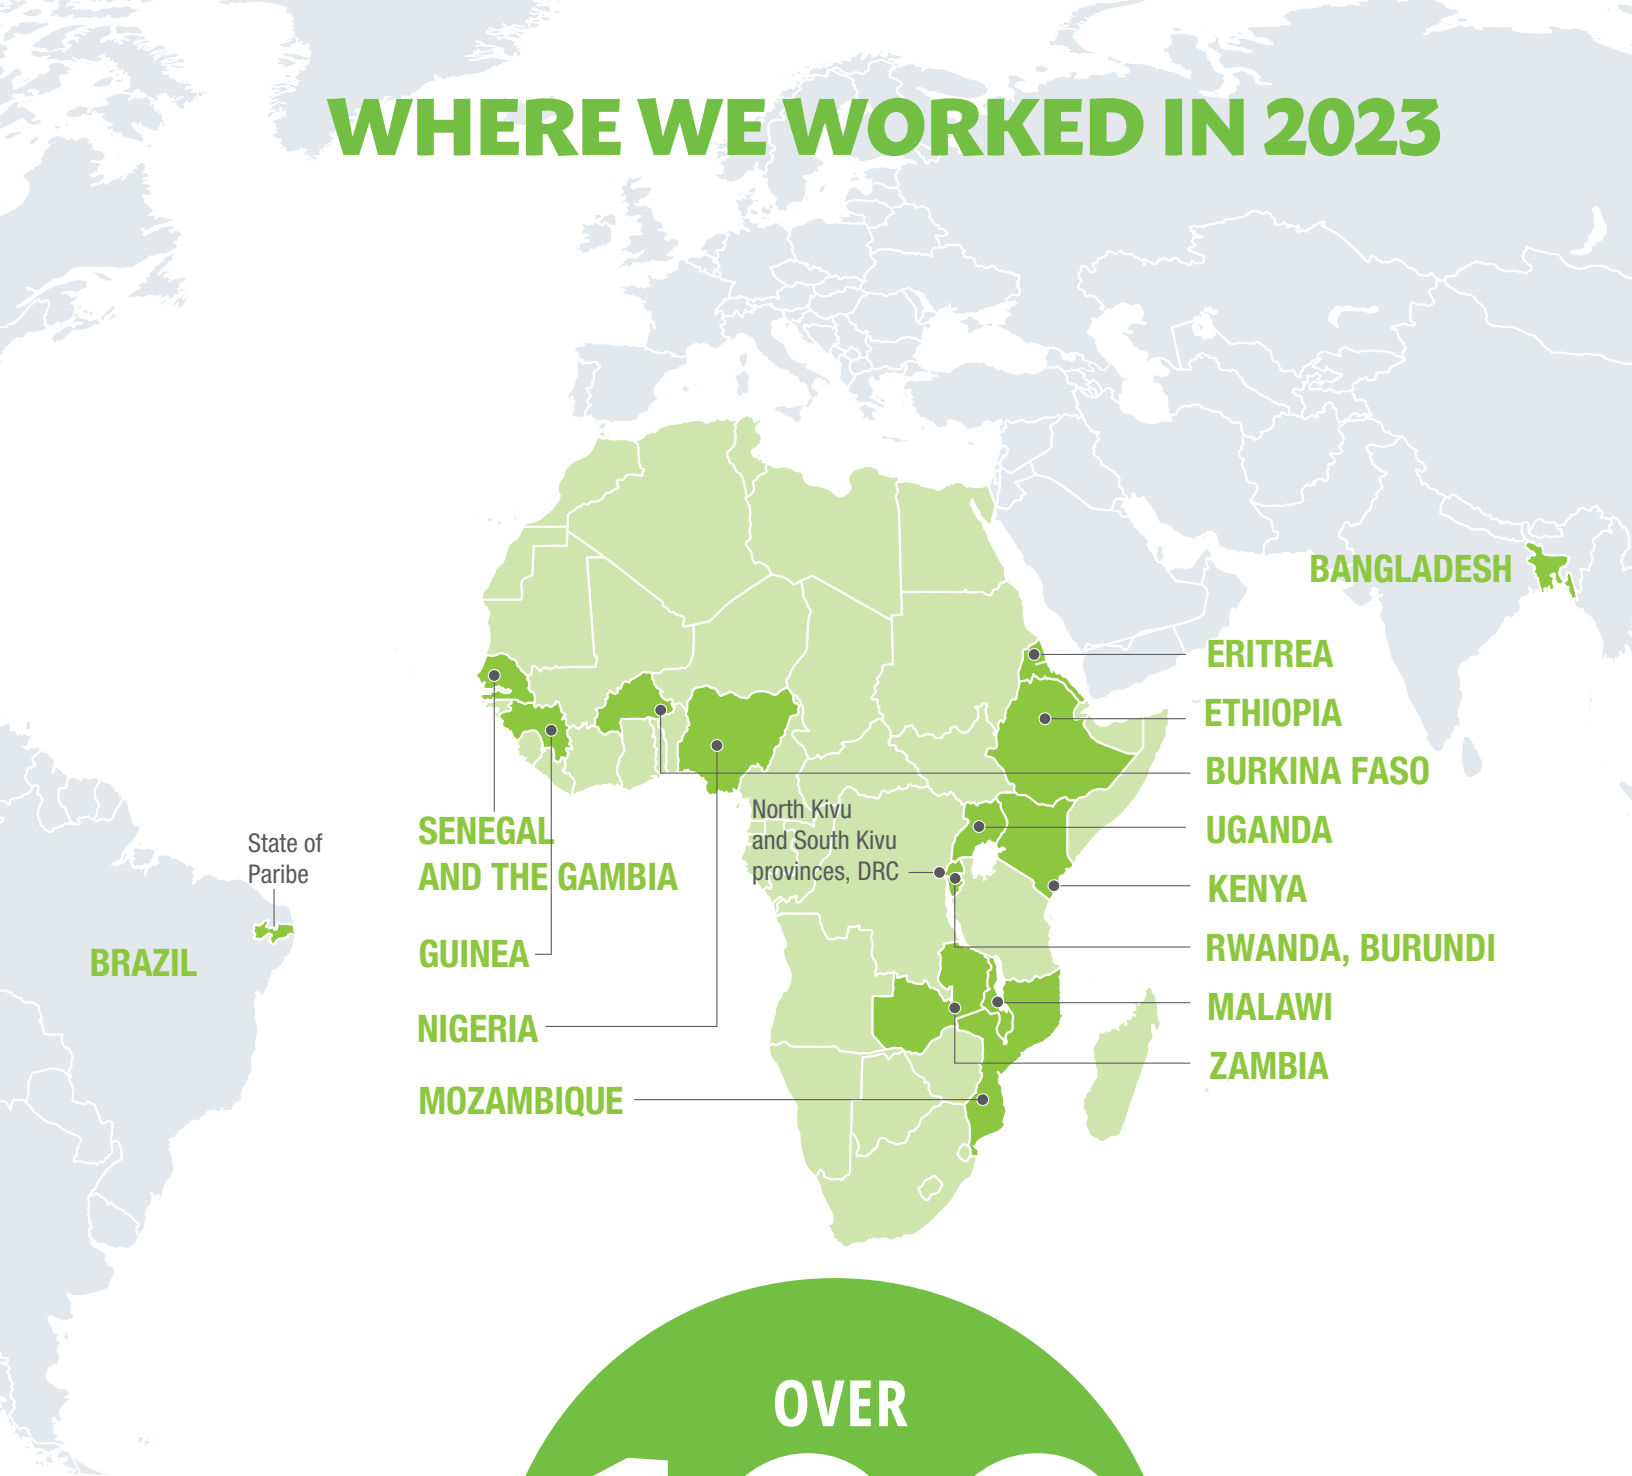 WHERE WE WORKED IN 2023
BANGLADESH
ERITREA
ETHIOPIA
BURKINA FASO
UGANDA
KENYA
RWANDA, BURUNDI
MALAWI
ZAMBIA
North Kivu
and South Kivu
provinces, DRC
SENEGAL
AND THE GAMBIA
GUINEA
NIGERIA
MOZAMBIQUE
State of
Paribe
BRAZIL
OVER